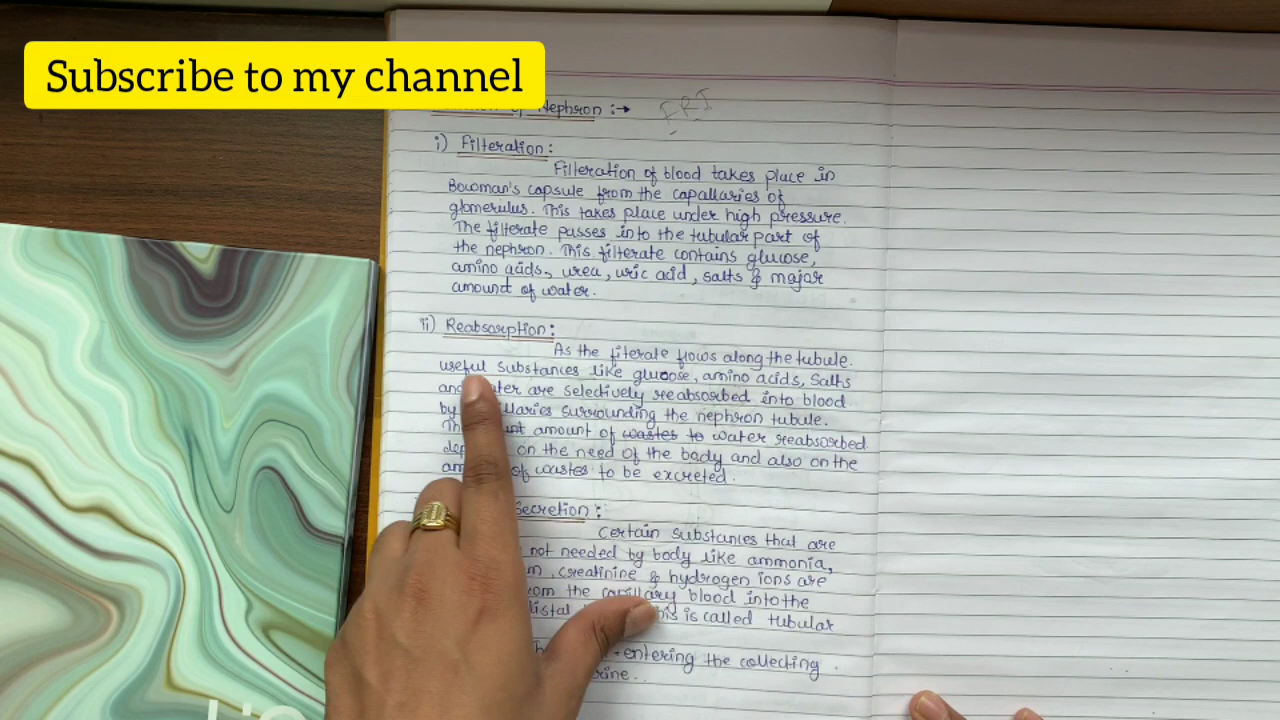 Subscribe to my channel
of Nephron :→ FRI
i) Filteration :
Filleration of blood takes place in
Bowman's capsule from the capallaries of
glomerulus. This takes place under high pressure.
The filterate passes into the tubular part of
the nephron. This filterate contains glucose,
amino acids, urea, uric acid, salts & major
amount of water.
ii) Reabsorption :
As the filterate flows along the tubule.
useful substances like glucose, amino acids, salts
and water are selectively reabsorbed into blood
by surrounding the nephron tubule.
amount of wastes to water reabsorbed
on the need of the body and also on the
of wastes to be excreted.
Secretion :
Certain substances that are
not needed by body like ammonia,
creatinine & hydrogen ions are
the capillary blood into the
distal this is called tubular
entering the collecting